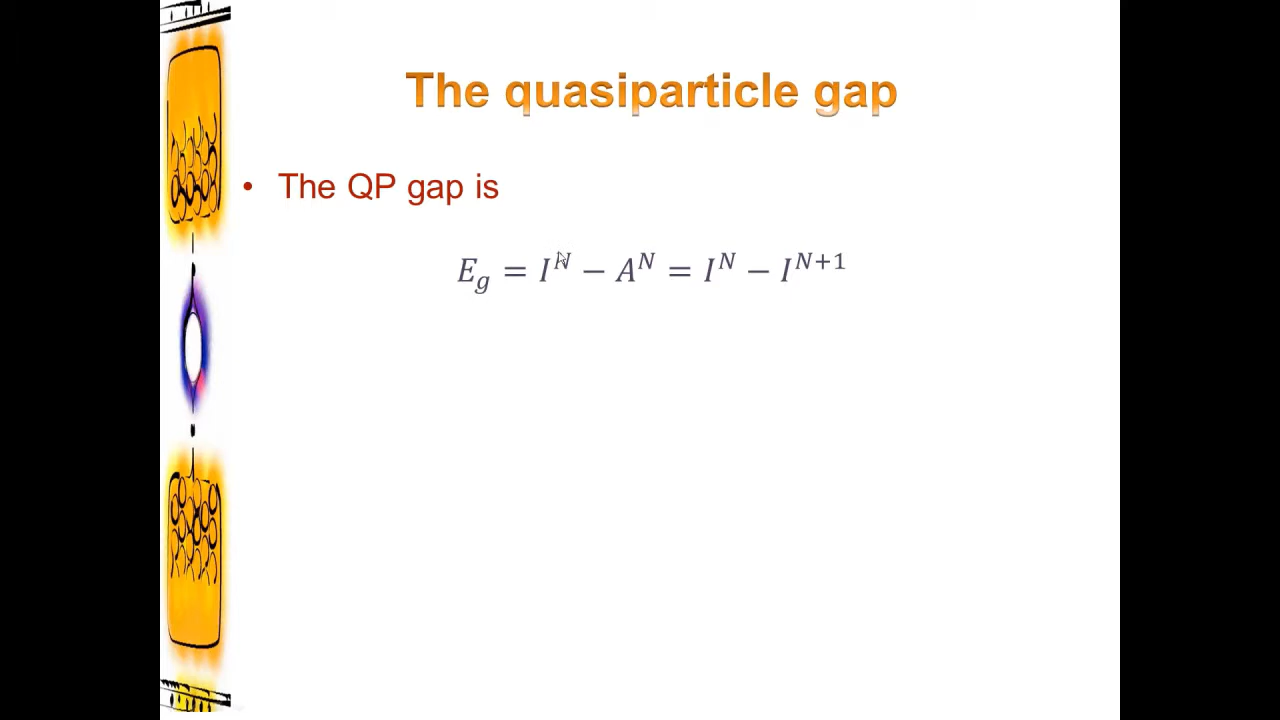 The quasiparticle gap
• The QP gap is
𝐸_𝑔 = 𝐼^𝑁 − 𝐴^𝑁 = 𝐼^𝑁 − 𝐼^{𝑁+1}